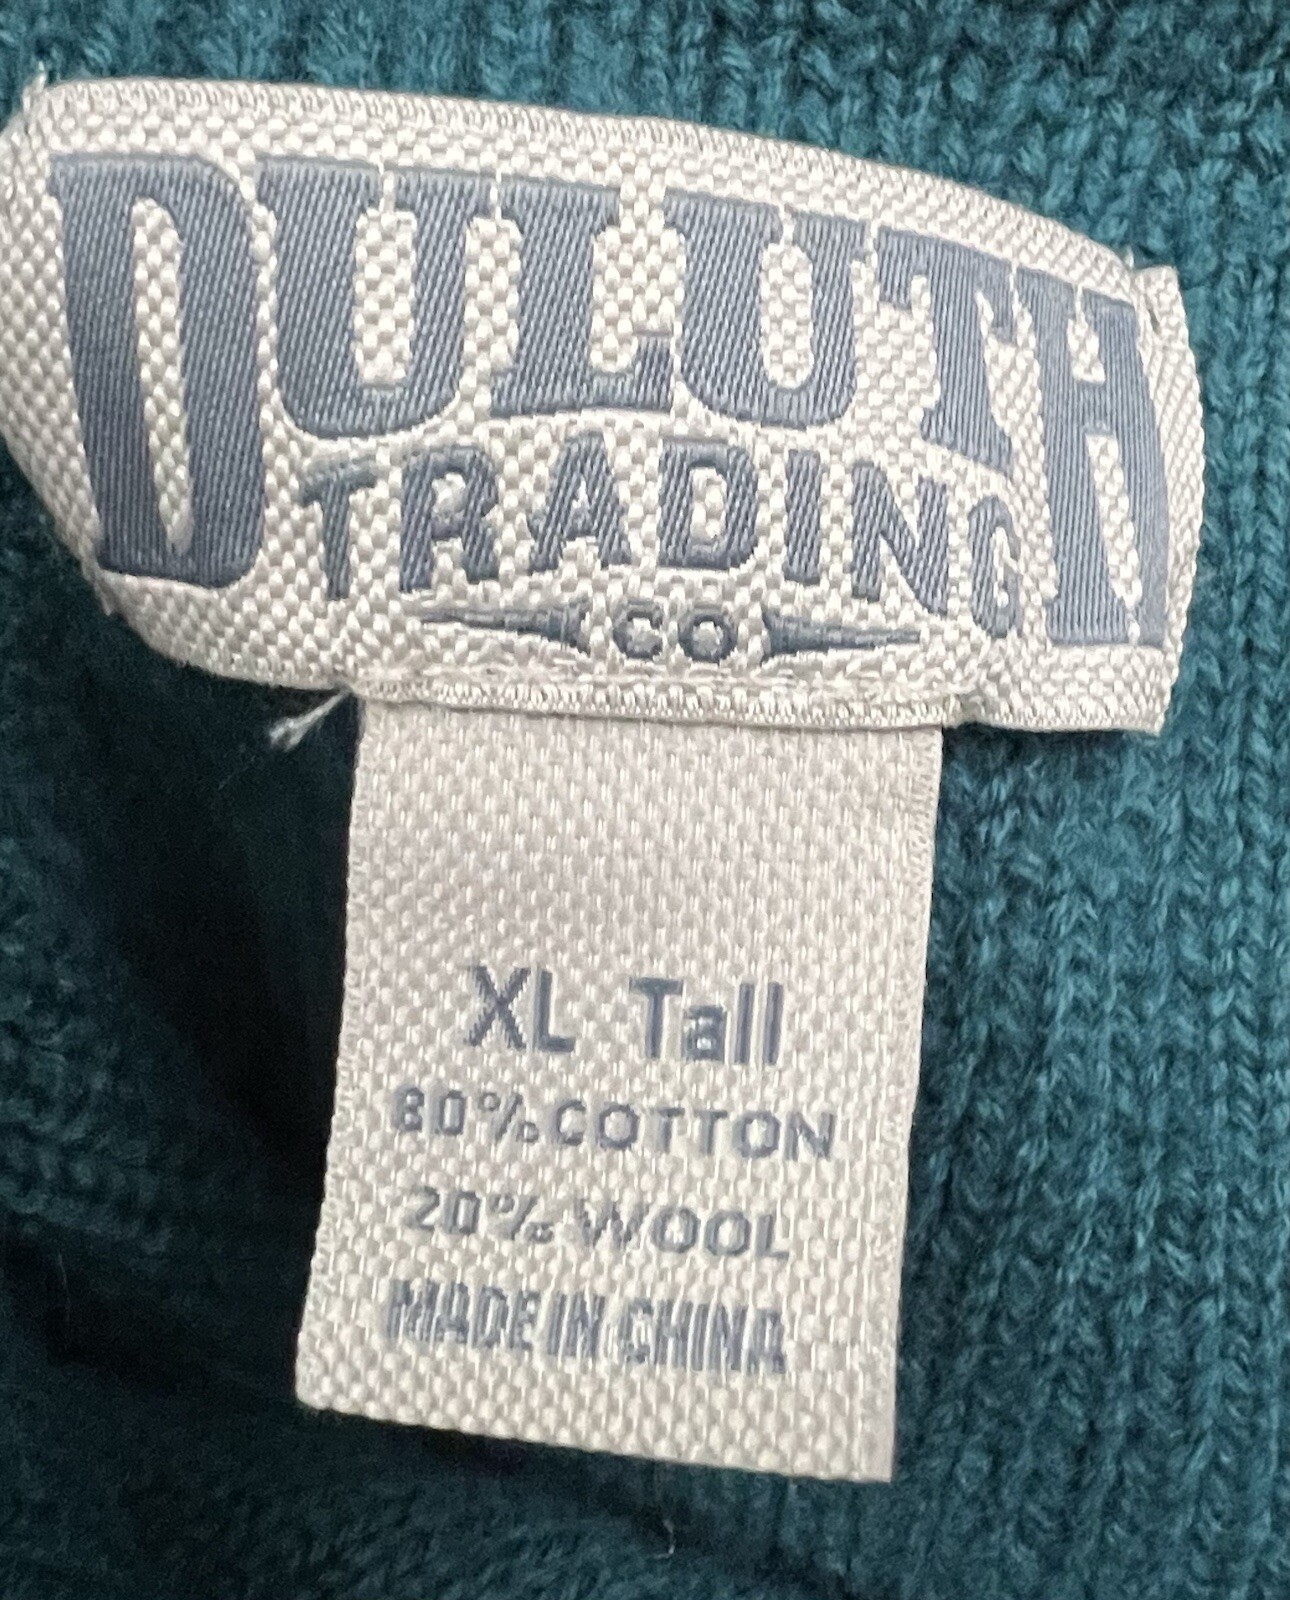 DULUTH
TRADING
CO
XL Tall
80% COTTON
20% WOOL
MADE IN CHINA